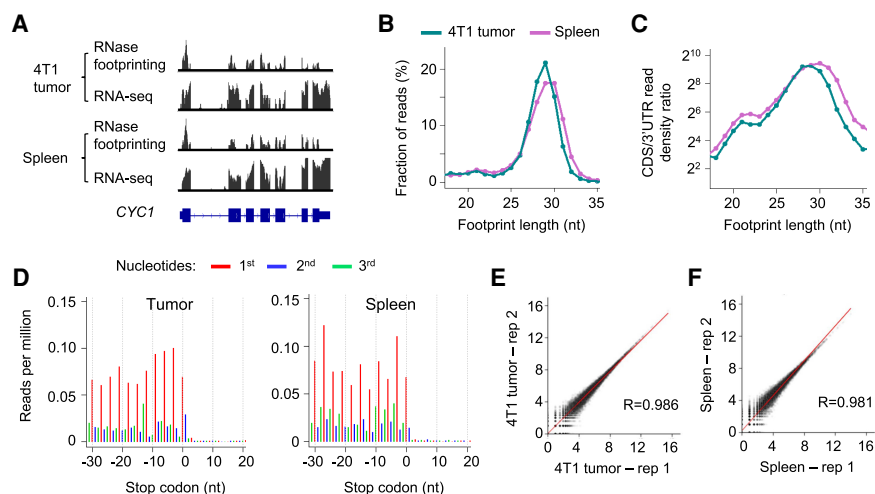 A
4T1 tumor
RNase footprinting
RNA-seq
Spleen
RNase footprinting
RNA-seq
CYC1
B
4T1 tumor Spleen
Fraction of reads (%)
20
10
0
20 25 30 35
Footprint length (nt)
C
CDS/3'UTR read density ratio
2^10
2^8
2^6
2^4
2^2
20 25 30 35
Footprint length (nt)
Nucleotides: 1st 2nd 3rd
D
Tumor
Reads per million
0.15
0.10
0.05
0
-30 -20 -10 0 10 20
Stop codon (nt)
Spleen
0.15
0.10
0.05
0
-30 -20 -10 0 10 20
Stop codon (nt)
E
4T1 tumor – rep 2
16
12
8
4
0
R=0.986
0 4 8 12 16
4T1 tumor – rep 1
F
Spleen – rep 2
16
12
8
4
0
R=0.981
0 4 8 12 16
Spleen – rep 1